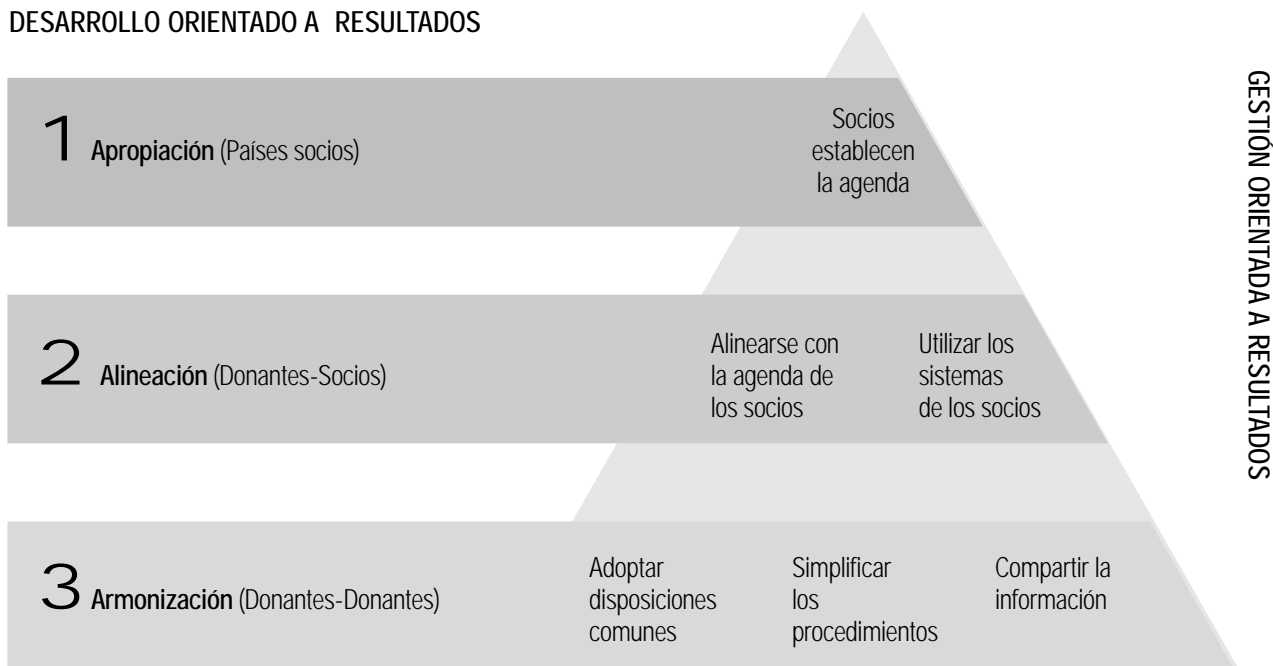 DESARROLLO ORIENTADO A RESULTADOS
1 Apropiación (Países socios)
Socios
establecen
la agenda
2 Alineación (Donantes-Socios)
Alinearse con
la agenda de
los socios
Utilizar los
sistemas
de los socios
3 Armonización (Donantes-Donantes)
Adoptar
disposiciones
comunes
Simplificar
los
procedimientos
Compartir la
información
GESTIÓN ORIENTADA A RESULTADOS